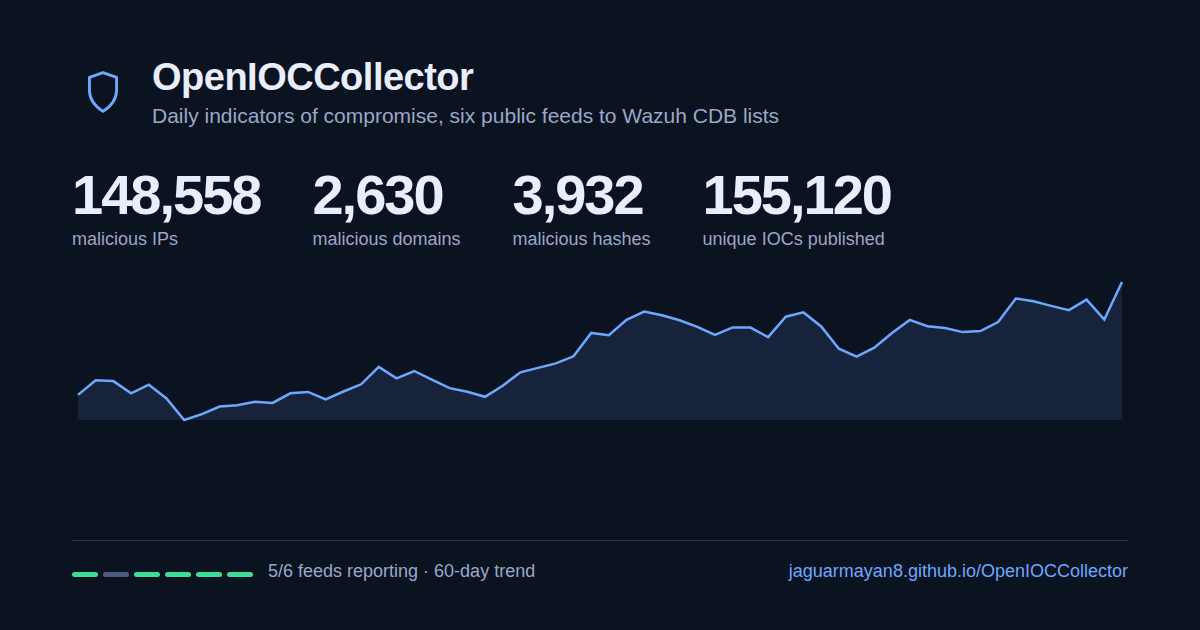 OpenIOCCollector
Daily indicators of compromise, six public feeds to Wazuh CDB lists
148,558 2,630 3,932 155,120
malicious IPs malicious domains malicious hashes unique IOCs published
5/6 feeds reporting · 60-day trend jaguarmayan8.github.io/OpenIOCCollector